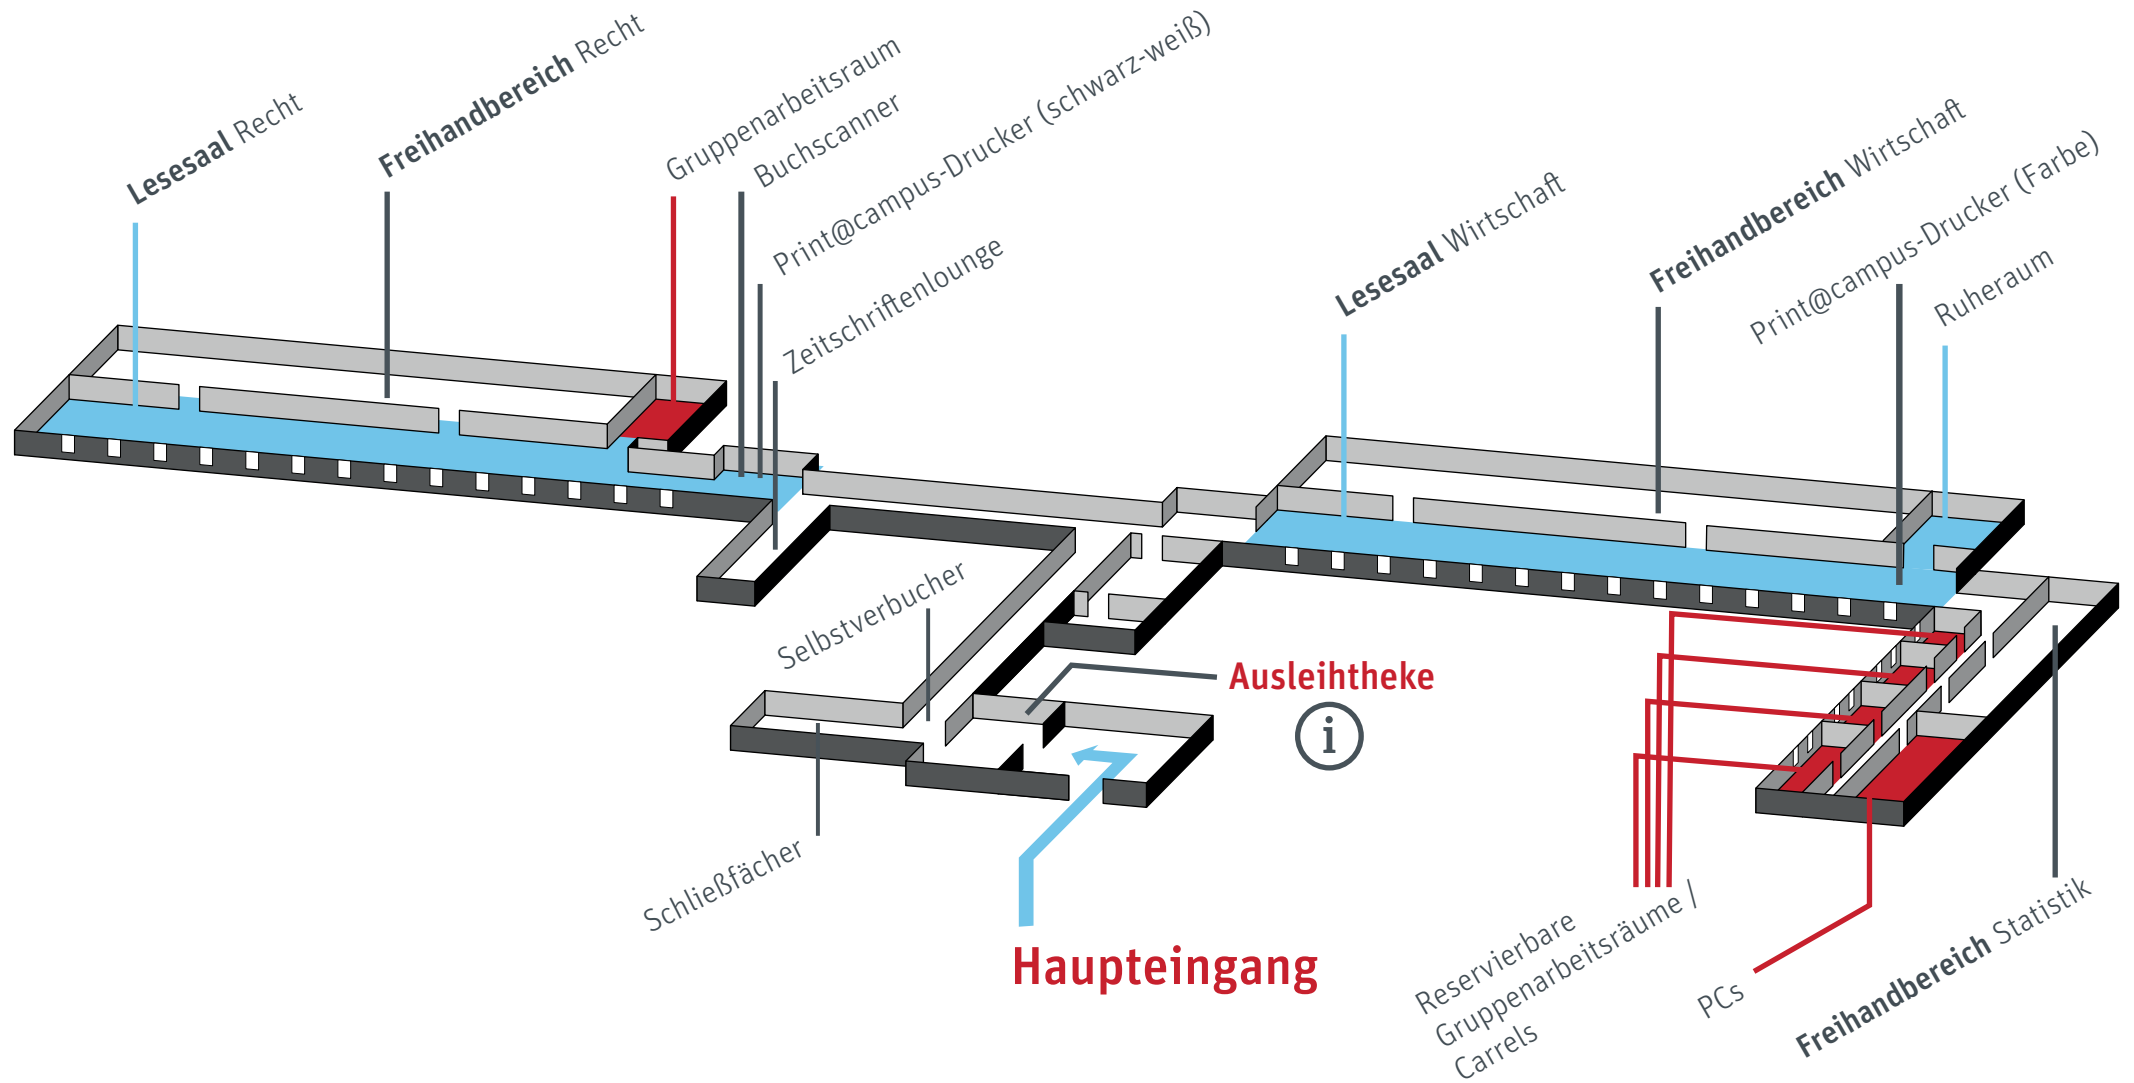 Lesesaal Recht
Freihandbereich Recht
Gruppenarbeitsraum
Buchscanner
Print@campus-Drucker (schwarz-weiß)
Zeitschriftenlounge
Lesesaal Wirtschaft
Freihandbereich Wirtschaft
Print@campus-Drucker (Farbe)
Ruheraum
Selbstverbucher
Ausleihtheke
i
Schließfächer
Haupteingang
Reservierbare
Gruppenarbeitsräume /
Carrels
PCs
Freihandbereich Statistik